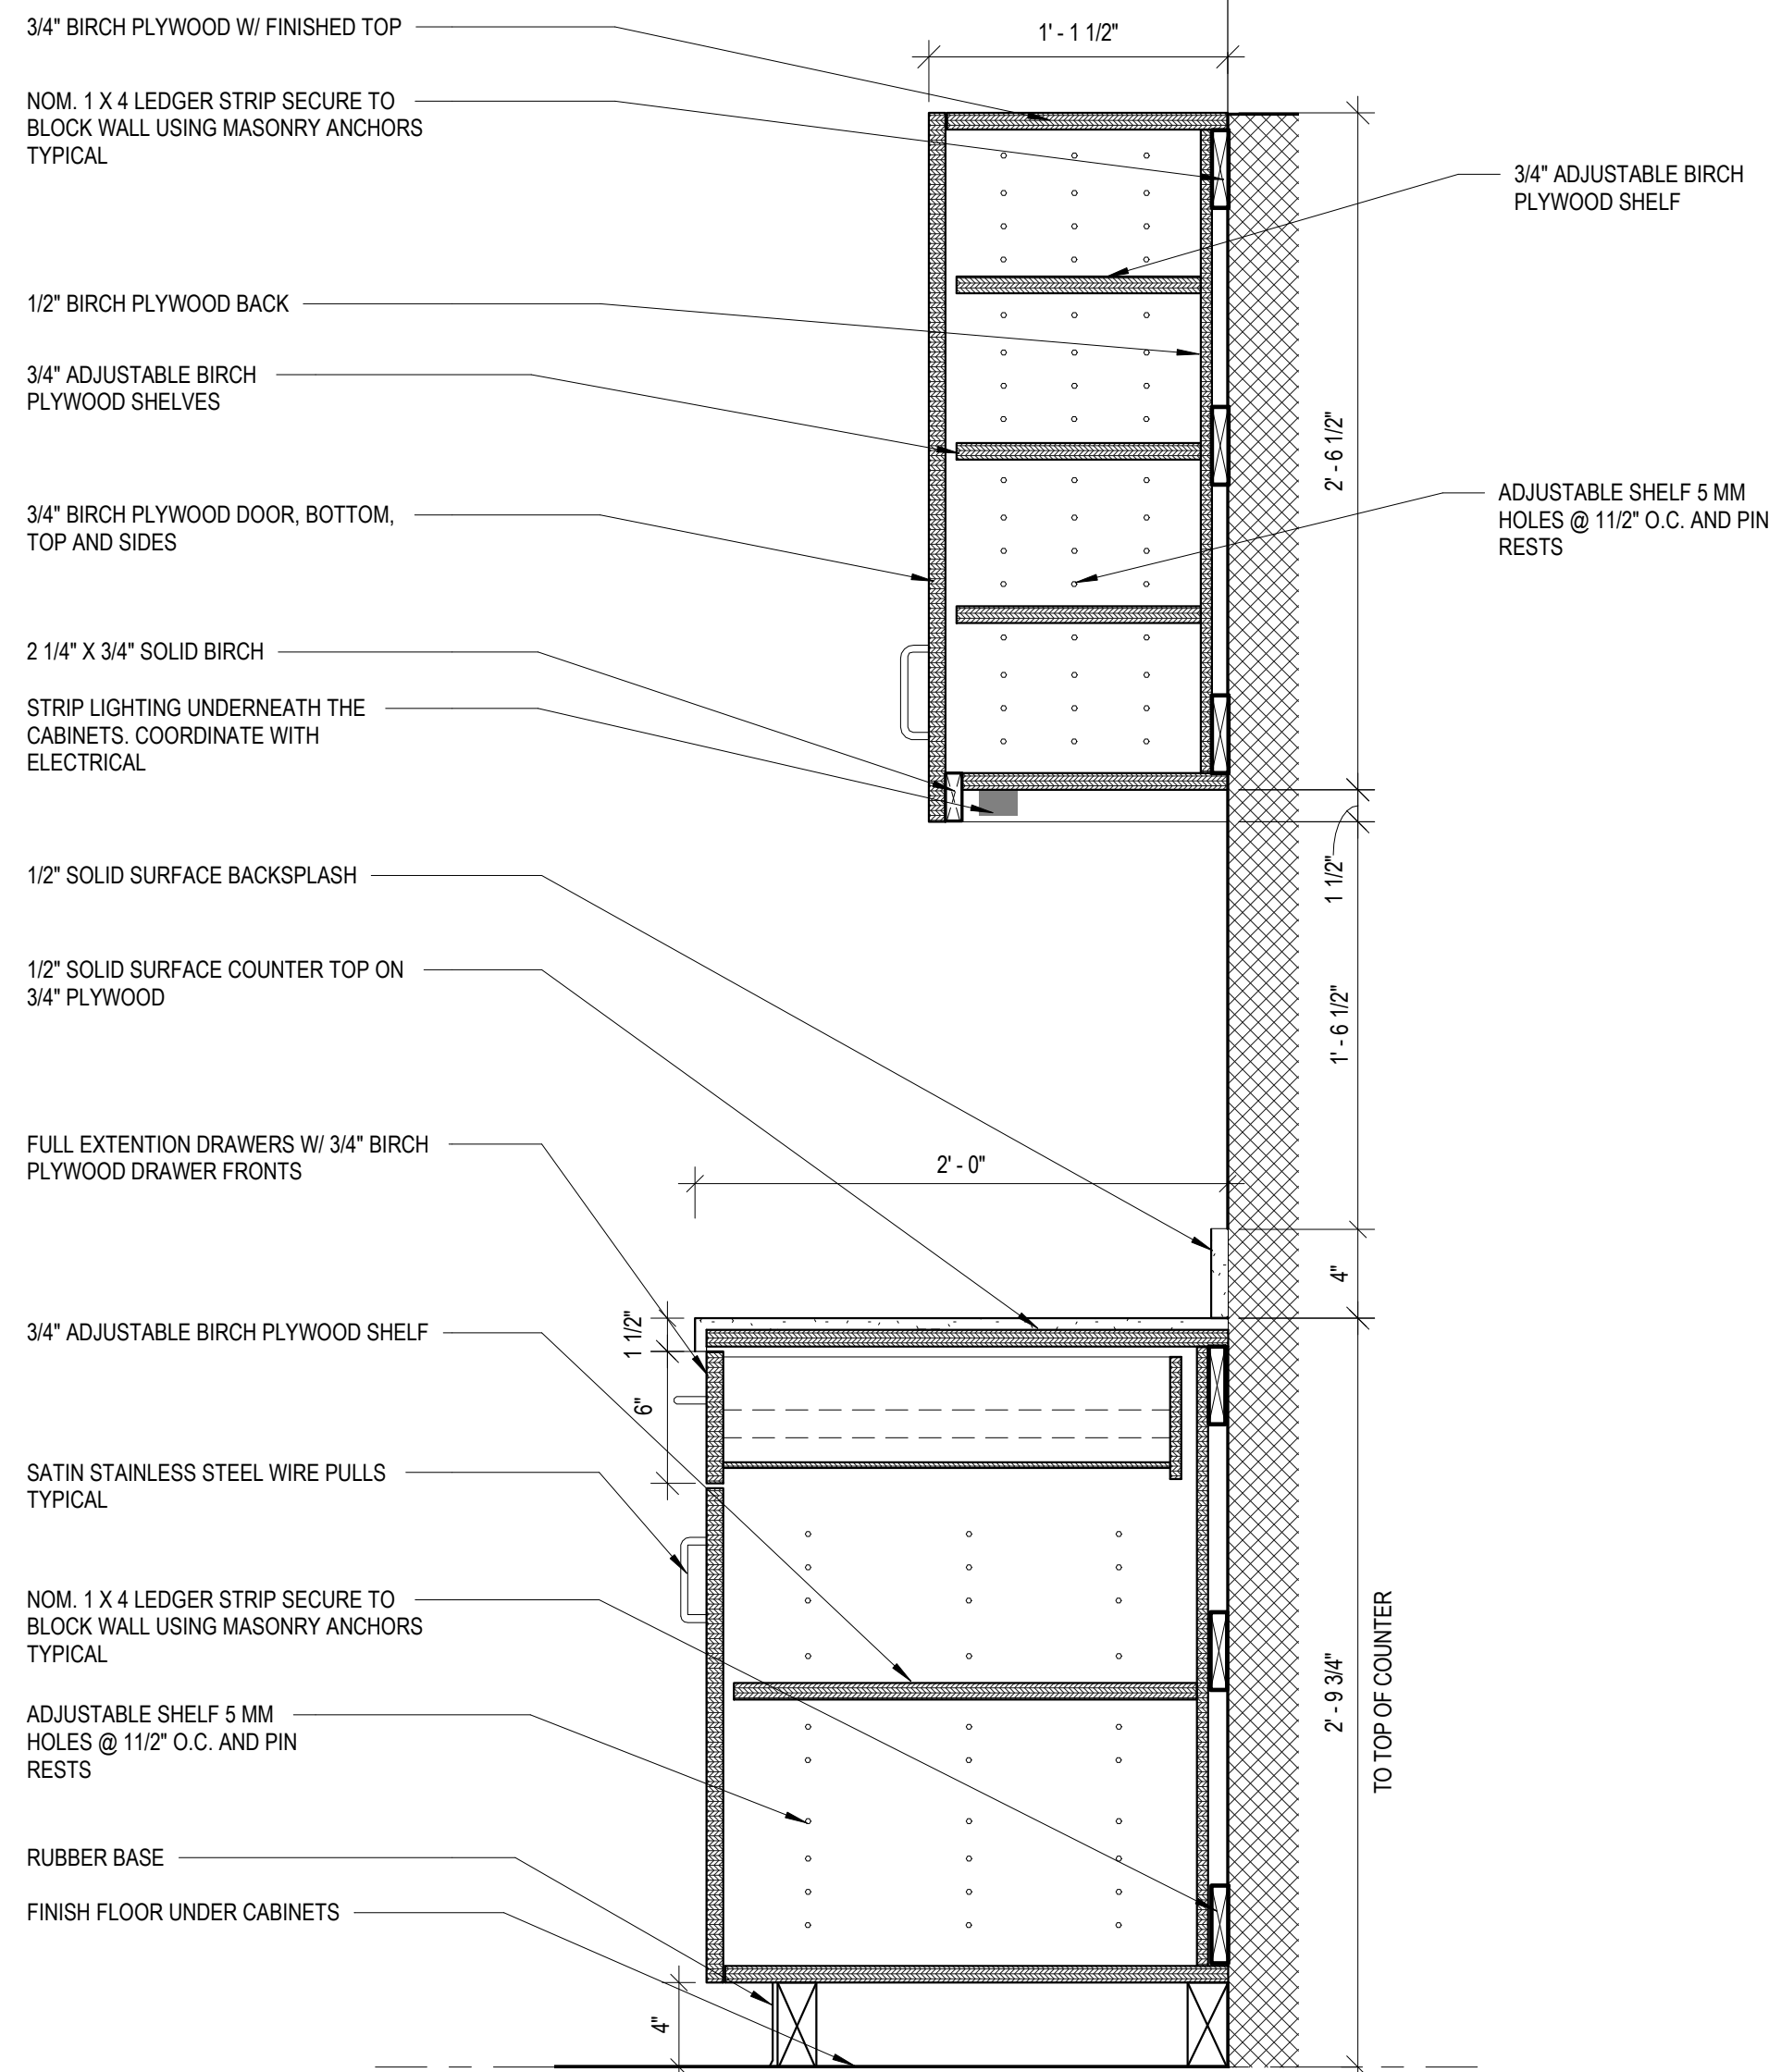 3/4" BIRCH PLYWOOD W/ FINISHED TOP
NOM. 1 X 4 LEDGER STRIP SECURE TO
BLOCK WALL USING MASONRY ANCHORS
TYPICAL
1/2" BIRCH PLYWOOD BACK
3/4" ADJUSTABLE BIRCH
PLYWOOD SHELVES
3/4" BIRCH PLYWOOD DOOR, BOTTOM,
TOP AND SIDES
2 1/4" X 3/4" SOLID BIRCH
STRIP LIGHTING UNDERNEATH THE
CABINETS. COORDINATE WITH
ELECTRICAL
1/2" SOLID SURFACE BACKSPLASH
1/2" SOLID SURFACE COUNTER TOP ON
3/4" PLYWOOD
FULL EXTENTION DRAWERS W/ 3/4" BIRCH
PLYWOOD DRAWER FRONTS
3/4" ADJUSTABLE BIRCH PLYWOOD SHELF
SATIN STAINLESS STEEL WIRE PULLS
TYPICAL
NOM. 1 X 4 LEDGER STRIP SECURE TO
BLOCK WALL USING MASONRY ANCHORS
TYPICAL
ADJUSTABLE SHELF 5 MM
HOLES @ 11/2" O.C. AND PIN
RESTS
RUBBER BASE
FINISH FLOOR UNDER CABINETS
1' - 1 1/2"
3/4" ADJUSTABLE BIRCH
PLYWOOD SHELF
2' - 6 1/2"
ADJUSTABLE SHELF 5 MM
HOLES @ 11/2" O.C. AND PIN
RESTS
1 1/2"
1' - 6 1/2"
2' - 0"
4"
1 1/2"
6"
2' - 9 3/4"
TO TOP OF COUNTER
4"